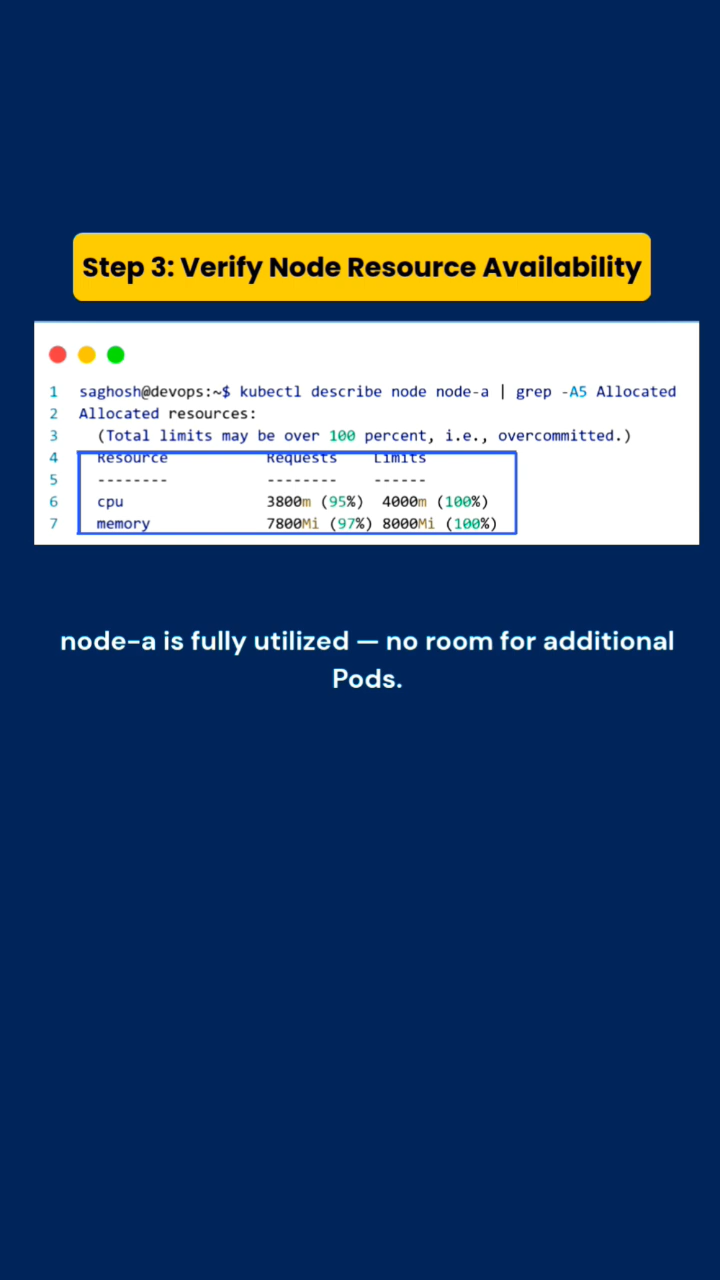 Step 3: Verify Node Resource Availability
1 saghosh@devops:~$ kubectl describe node node-a | grep -A5 Allocated
2 Allocated resources:
3 (Total limits may be over 100 percent, i.e., overcommitted.)
4 Resource Requests Limits
5 -------- -------- ------
6 cpu 3800m (95%) 4000m (100%)
7 memory 7800Mi (97%) 8000Mi (100%)
node-a is fully utilized — no room for additional
Pods.